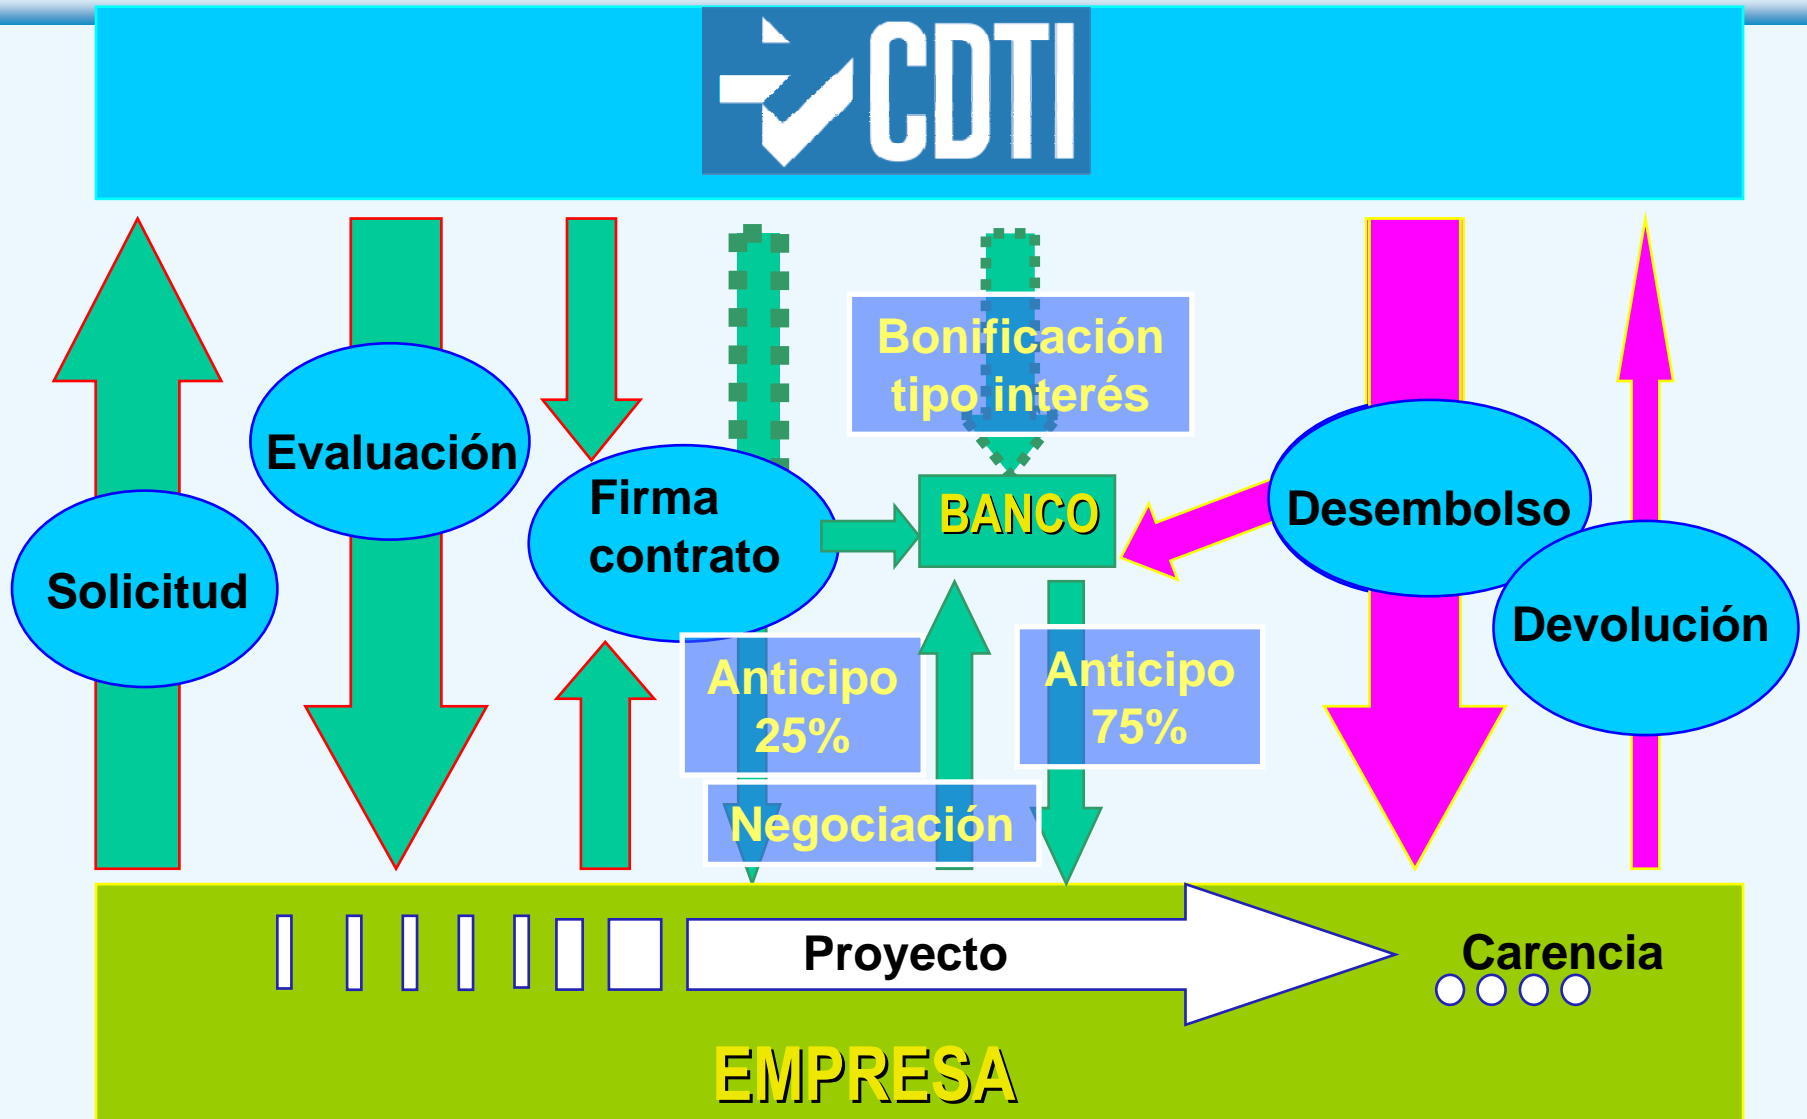 CDTI
Bonificación
tipo interés
Evaluación
Firma
contrato
BANCO
Desembolso
Solicitud
Devolución
Anticipo
25%
Anticipo
75%
Negociación
Proyecto
Carencia
EMPRESA